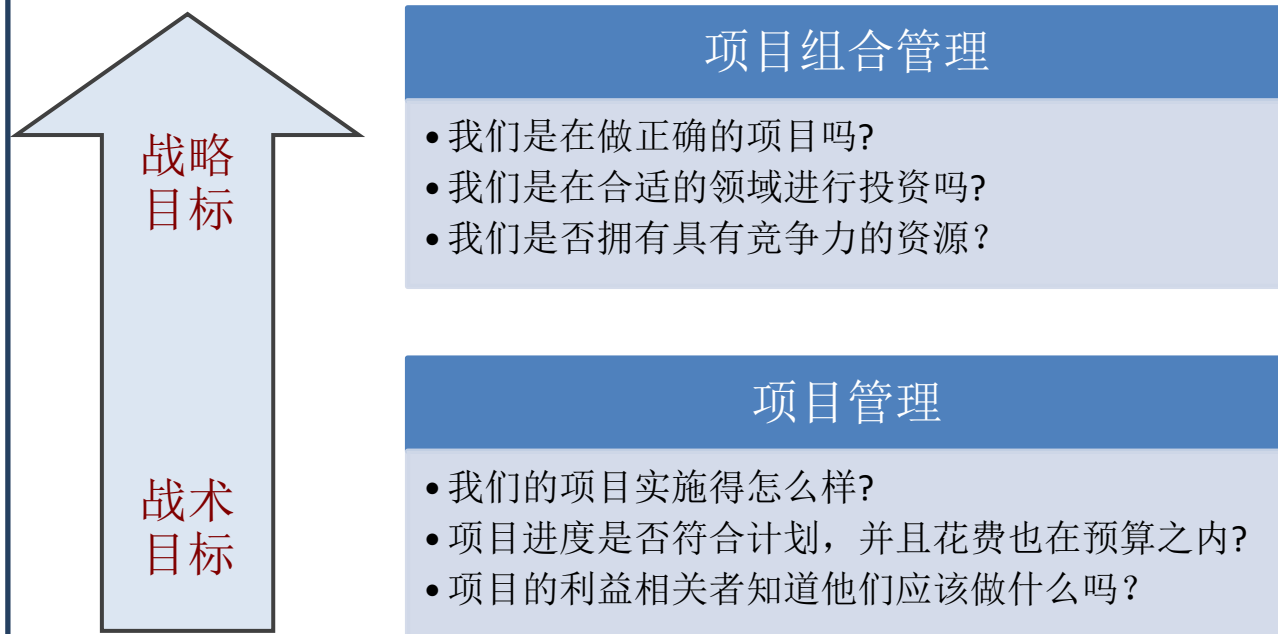 战略
目标
项目组合管理
•我们是在做正确的项目吗?
•我们是在合适的领域进行投资吗?
•我们是否拥有具有竞争力的资源？
战术
目标
项目管理
•我们的项目实施得怎么样?
•项目进度是否符合计划，并且花费也在预算之内?
•项目的利益相关者知道他们应该做什么吗？